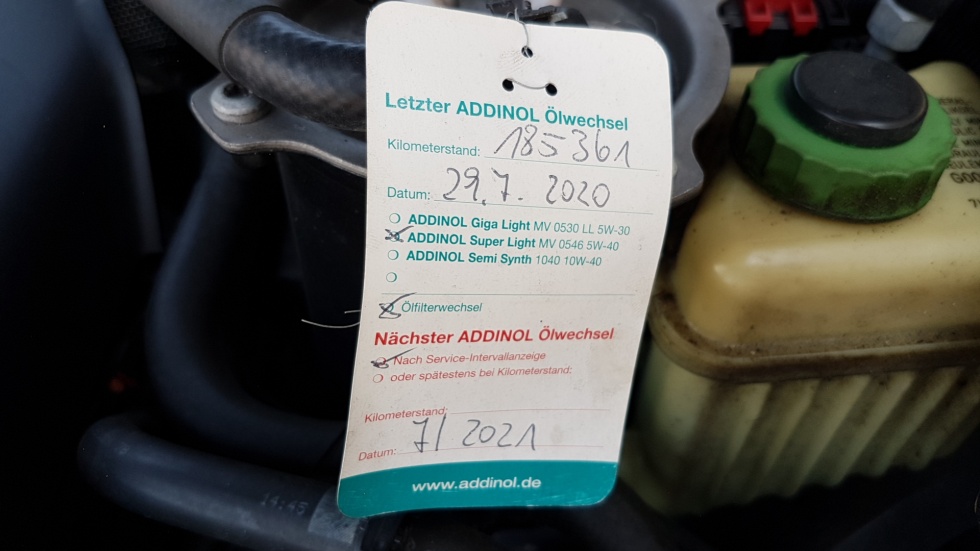 Letzter ADDINOL Ölwechsel
Kilometerstand: 185361
Datum: 29.7. 2020
ADDINOL Giga Light MV 0530 LL 5W-30
ADDINOL Super Light MV 0546 5W-40
ADDINOL Semi Synth 1040 10W-40
Ölfilterwechsel
Nächster ADDINOL Ölwechsel
Nach Service-Intervallanzeige
oder spätestens bei Kilometerstand:
Kilometerstand:
Datum: 7/ 2021
www.addinol.de
14:45